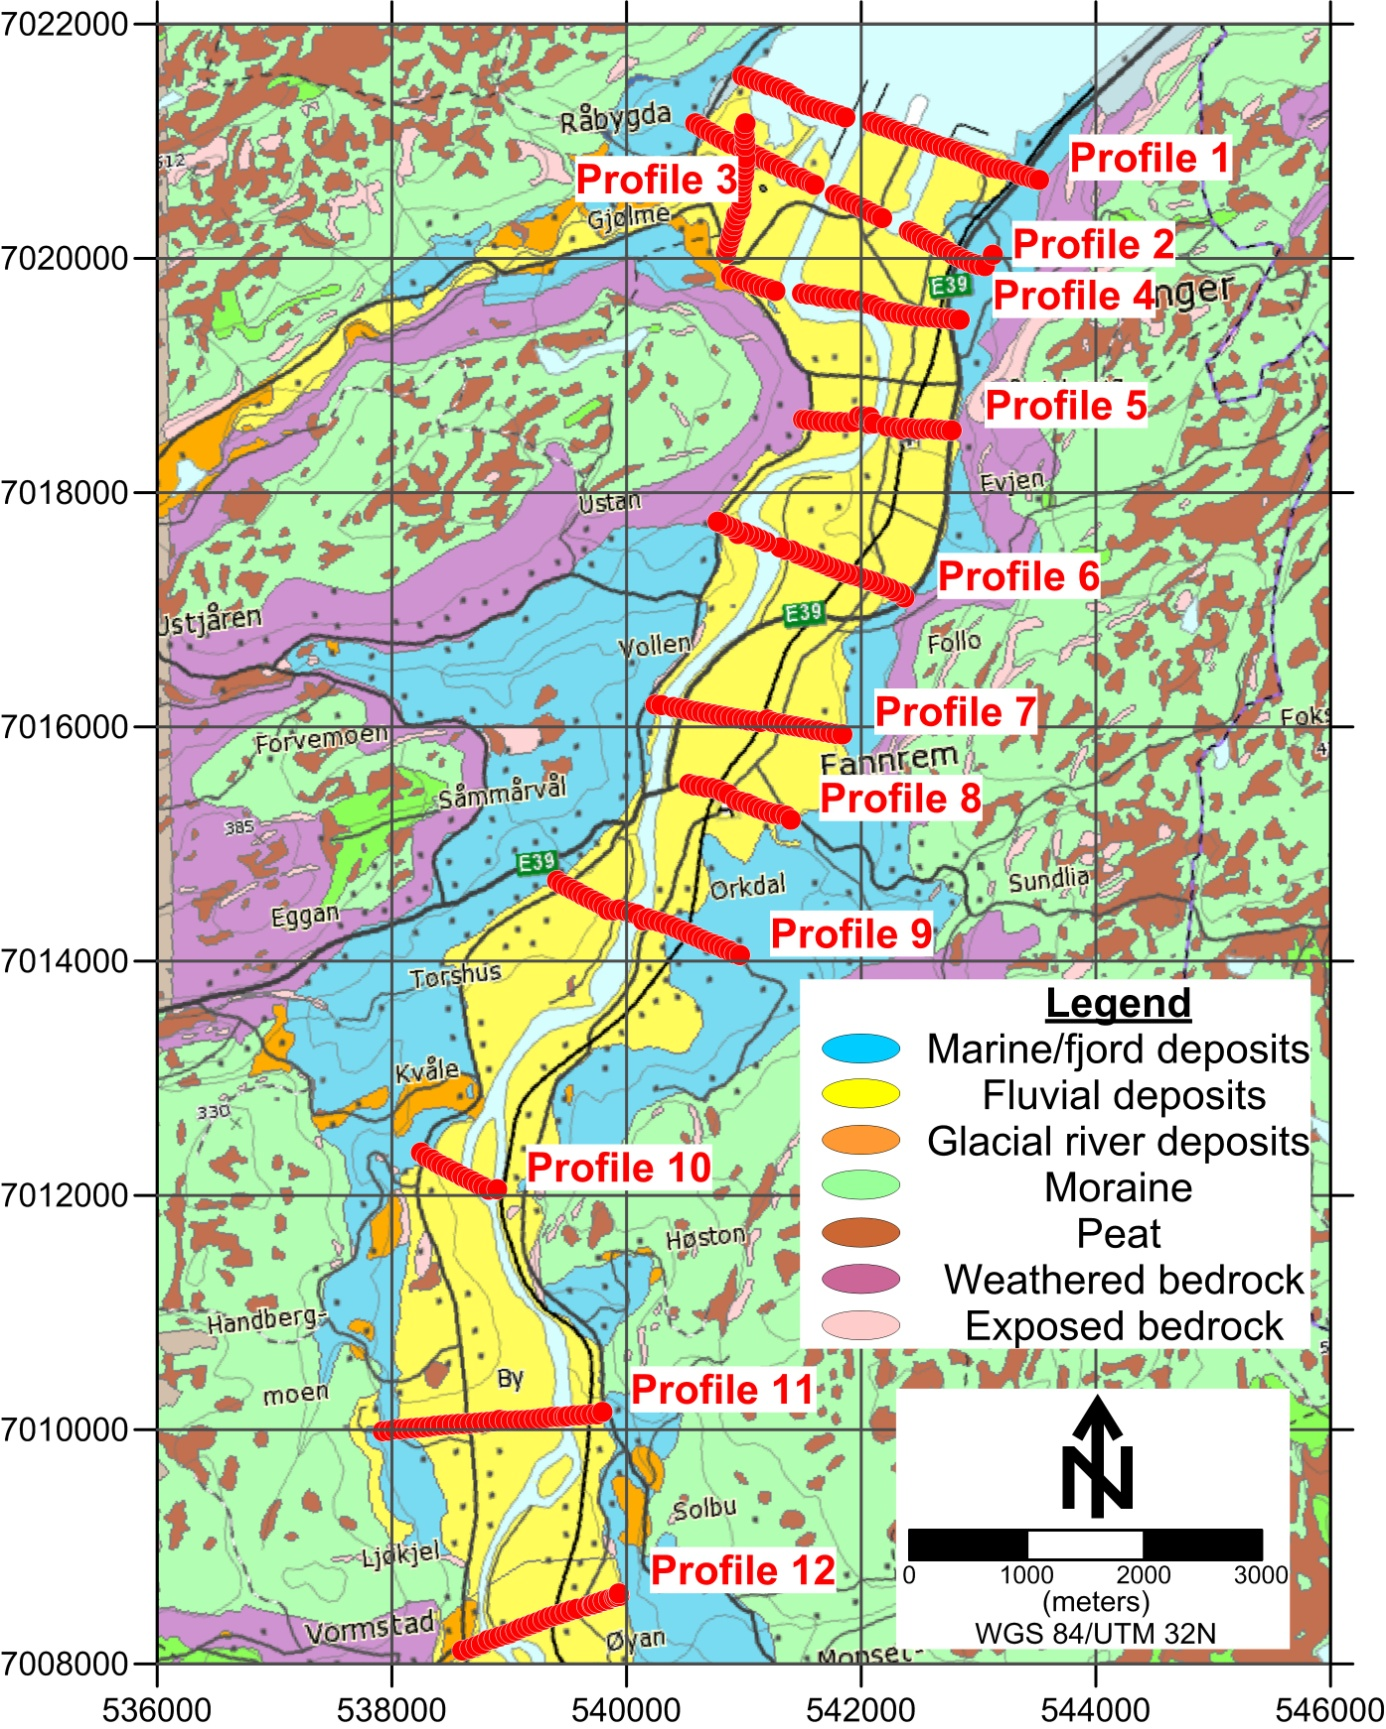 7022000
Råbygda
Profile 1
512
Profile 3
Gjølme
Profile 2
7020000
E39
Profile 4
nger
Profile 5
Evjen
7018000
Ustan
Profile 6
E39
Ustjåren
Vollen
Follo
Profile 7
7016000
Foks
Forvemoen
Fannrem
Såmmårvål
Profile 8
385
E39
Orkdal
Sundlia
Eggan
Profile 9
7014000
Torshus
Legend
Marine/fjord deposits
Fluvial deposits
Glacial river deposits
Moraine
Peat
Weathered bedrock
Exposed bedrock
Kvåle
330
Profile 10
7012000
Høston
Handberg-
moen
By
Profile 11
7010000
N
Solbu
Ljøkjel
Profile 12
0 1000 2000 3000
(meters)
WGS 84/UTM 32N
Vormstad
Øyan
7008000
536000 538000 540000 542000 544000 546000